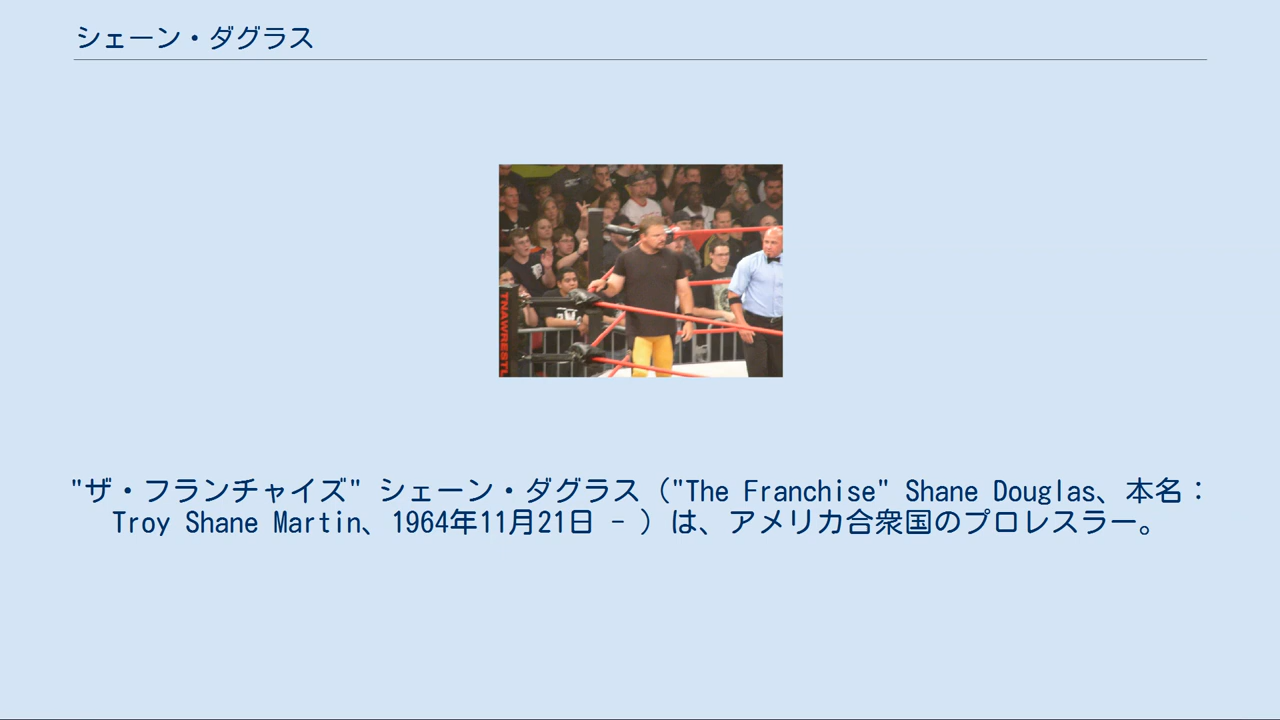 シェーン・ダグラス
TNAWRESTL
"ザ・フランチャイズ" シェーン・ダグラス（"The Franchise" Shane Douglas、本名：
Troy Shane Martin、1964年11月21日 - ）は、アメリカ合衆国のプロレスラー。